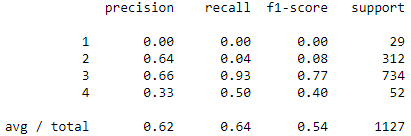 precision recall f1-score support
1 0.00 0.00 0.00 29
2 0.64 0.04 0.08 312
3 0.66 0.93 0.77 734
4 0.33 0.50 0.40 52
avg / total 0.62 0.64 0.54 1127